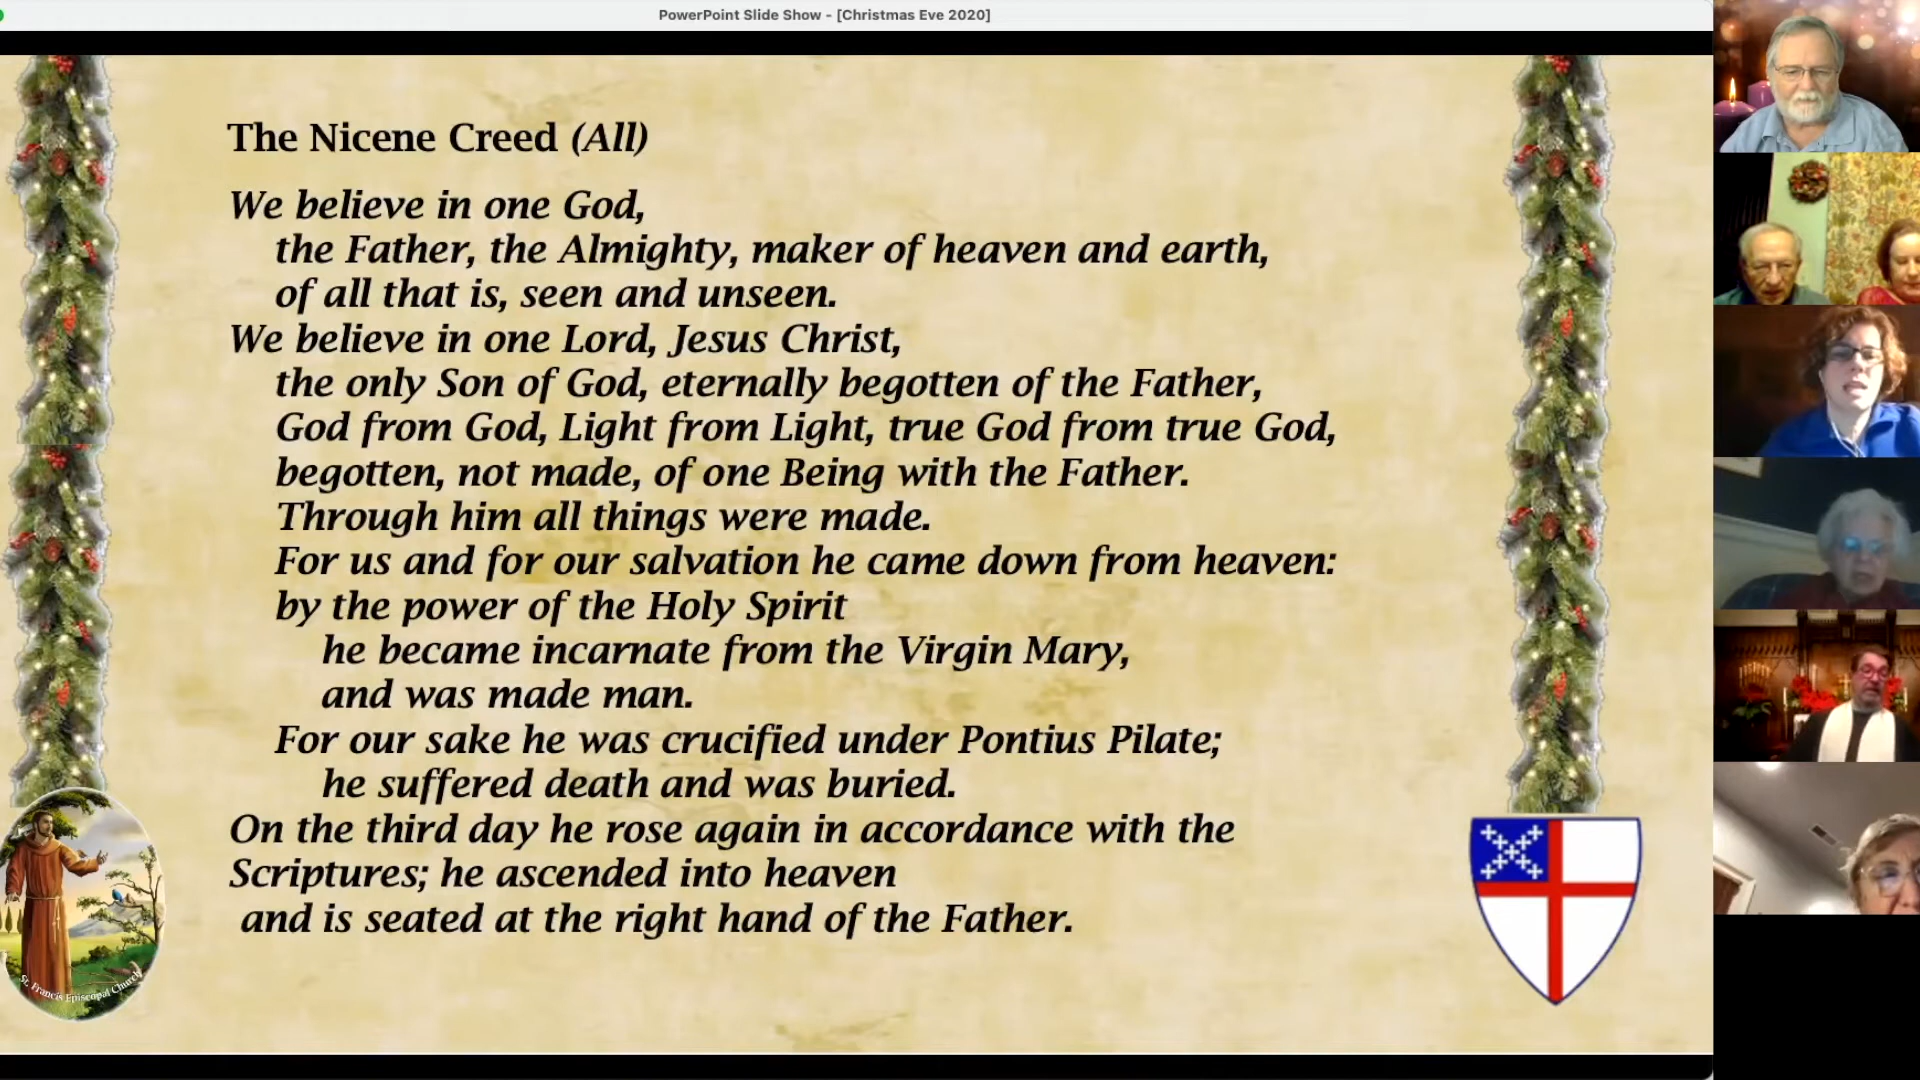 PowerPoint Slide Show - [Christmas Eve 2020]
The Nicene Creed (All)
We believe in one God,
the Father, the Almighty, maker of heaven and earth,
of all that is, seen and unseen.
We believe in one Lord, Jesus Christ,
the only Son of God, eternally begotten of the Father,
God from God, Light from Light, true God from true God,
begotten, not made, of one Being with the Father.
Through him all things were made.
For us and for our salvation he came down from heaven:
by the power of the Holy Spirit
he became incarnate from the Virgin Mary,
and was made man.
For our sake he was crucified under Pontius Pilate;
he suffered death and was buried.
On the third day he rose again in accordance with the
Scriptures; he ascended into heaven
and is seated at the right hand of the Father.
St. Francis Episcopal Church